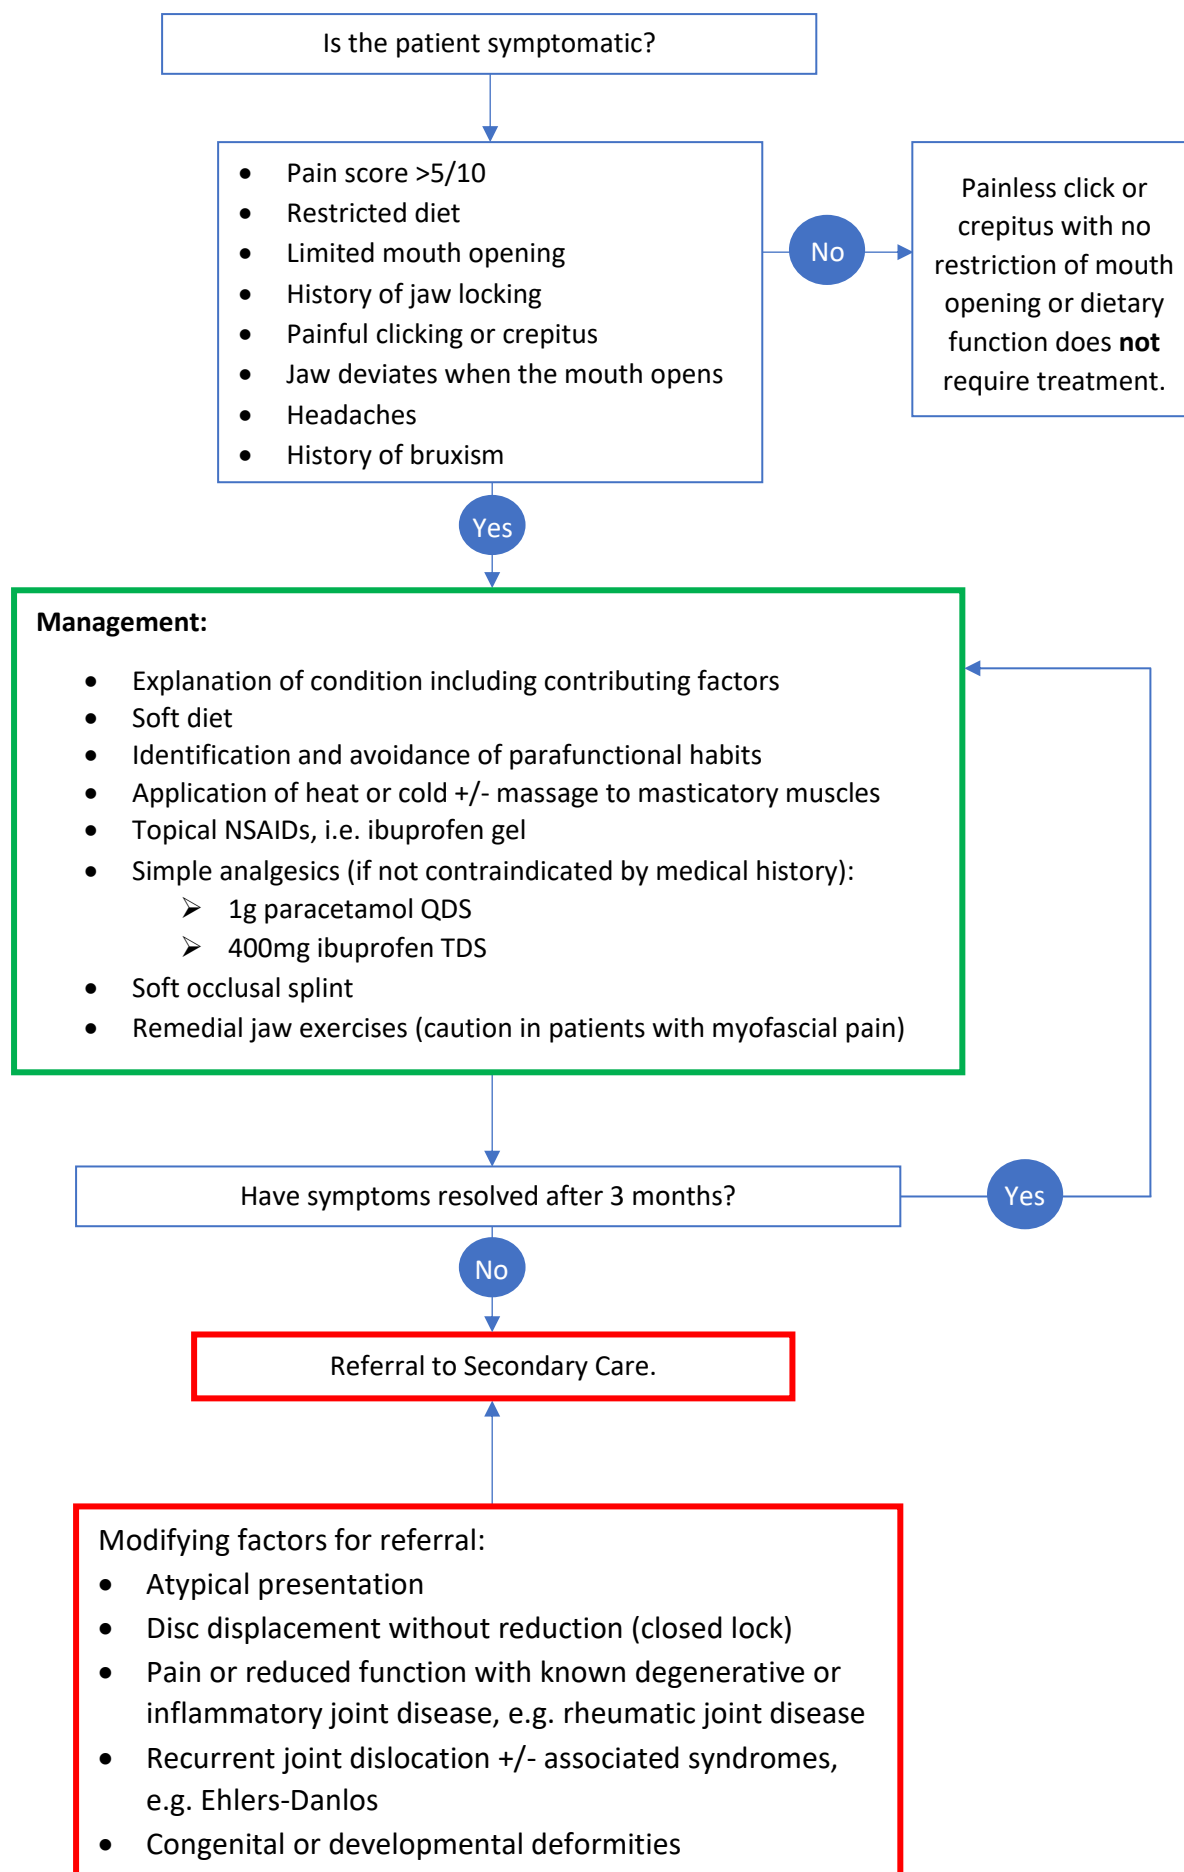 Is the patient symptomatic?
• Pain score >5/10
• Restricted diet
• Limited mouth opening
• History of jaw locking
• Painful clicking or crepitus
• Jaw deviates when the mouth opens
• Headaches
• History of bruxism
No
Painless click or
crepitus with no
restriction of mouth
opening or dietary
function does not
require treatment.
Yes
Management:
• Explanation of condition including contributing factors
• Soft diet
• Identification and avoidance of parafunctional habits
• Application of heat or cold +/- massage to masticatory muscles
• Topical NSAIDs, i.e. ibuprofen gel
• Simple analgesics (if not contraindicated by medical history):
➢ 1g paracetamol QDS
➢ 400mg ibuprofen TDS
• Soft occlusal splint
• Remedial jaw exercises (caution in patients with myofascial pain)
Have symptoms resolved after 3 months?
Yes
No
Referral to Secondary Care.
Modifying factors for referral:
• Atypical presentation
• Disc displacement without reduction (closed lock)
• Pain or reduced function with known degenerative or
inflammatory joint disease, e.g. rheumatic joint disease
• Recurrent joint dislocation +/- associated syndromes,
e.g. Ehlers-Danlos
• Congenital or developmental deformities